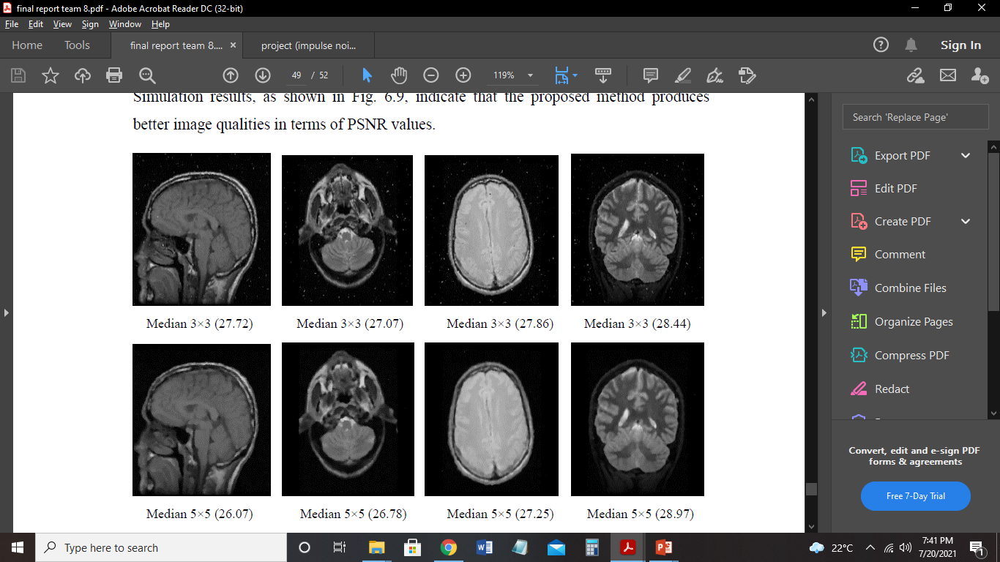 final report team 8.pdf - Adobe Acrobat Reader DC (32-bit)
File Edit View Sign Window Help
Home Tools final report team 8.... × project (impulse noi... Sign In
49 / 52 119%
Simulation results, as shown in Fig. 6.9, indicate that the proposed method produces
better image qualities in terms of PSNR values.
Median 3×3 (27.72) Median 3×3 (27.07) Median 3×3 (27.86) Median 3×3 (28.44)
Median 5×5 (26.07) Median 5×5 (26.78) Median 5×5 (27.25) Median 5×5 (28.97)
Search 'Replace Page'
Export PDF
Edit PDF
Create PDF
Comment
Combine Files
Organize Pages
Compress PDF
Redact
Convert, edit and e-sign PDF
forms & agreements
Free 7-Day Trial
Type here to search
22°C
7:41 PM
7/20/2021
1